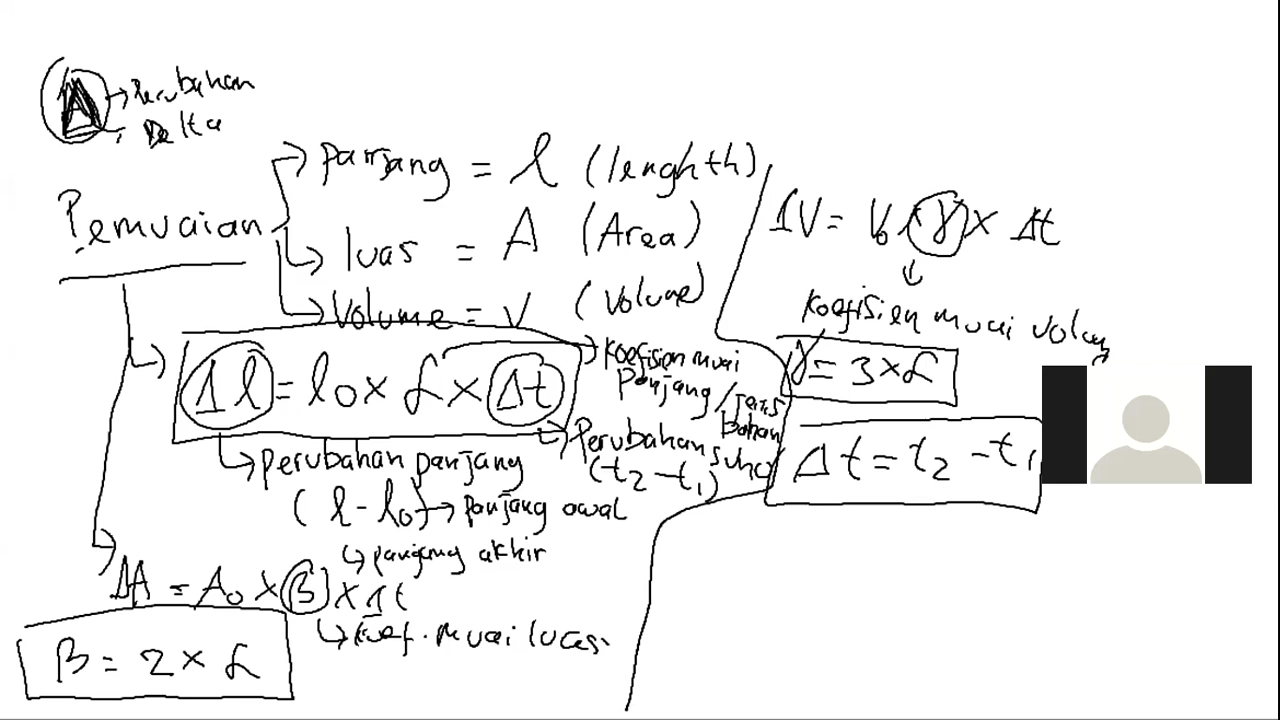 Δ → Perubahan
Delta
Pemuaian
→ panjang = l (lenghth)
→ luas = A (Area)
→ Volume = V (Volume)
Δl = l₀ × α × Δt
→ koefisien muai
panjang / jenis
bahan
→ Perubahan suhu
(t₂ - t₁)
→ perubahan panjang
(l - l₀) → panjang awal
↳ panjang akhir
ΔA = A₀ × β × Δt
↳ koef. muai luas
β = 2 × α
ΔV = V₀ × γ × Δt
↓
koefisien muai volum
γ = 3 × α
Δt = t₂ - t₁